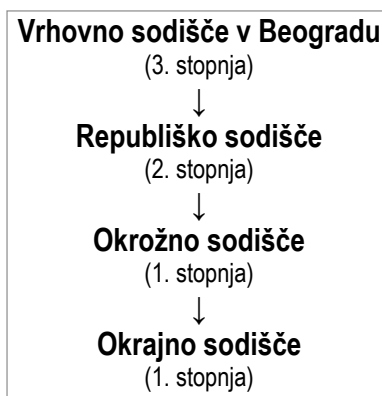 Vrhovno sodišče v Beogradu
(3. stopnja)
↓
Republiško sodišče
(2. stopnja)
↓
Okrožno sodišče
(1. stopnja)
↓
Okrajno sodišče
(1. stopnja)